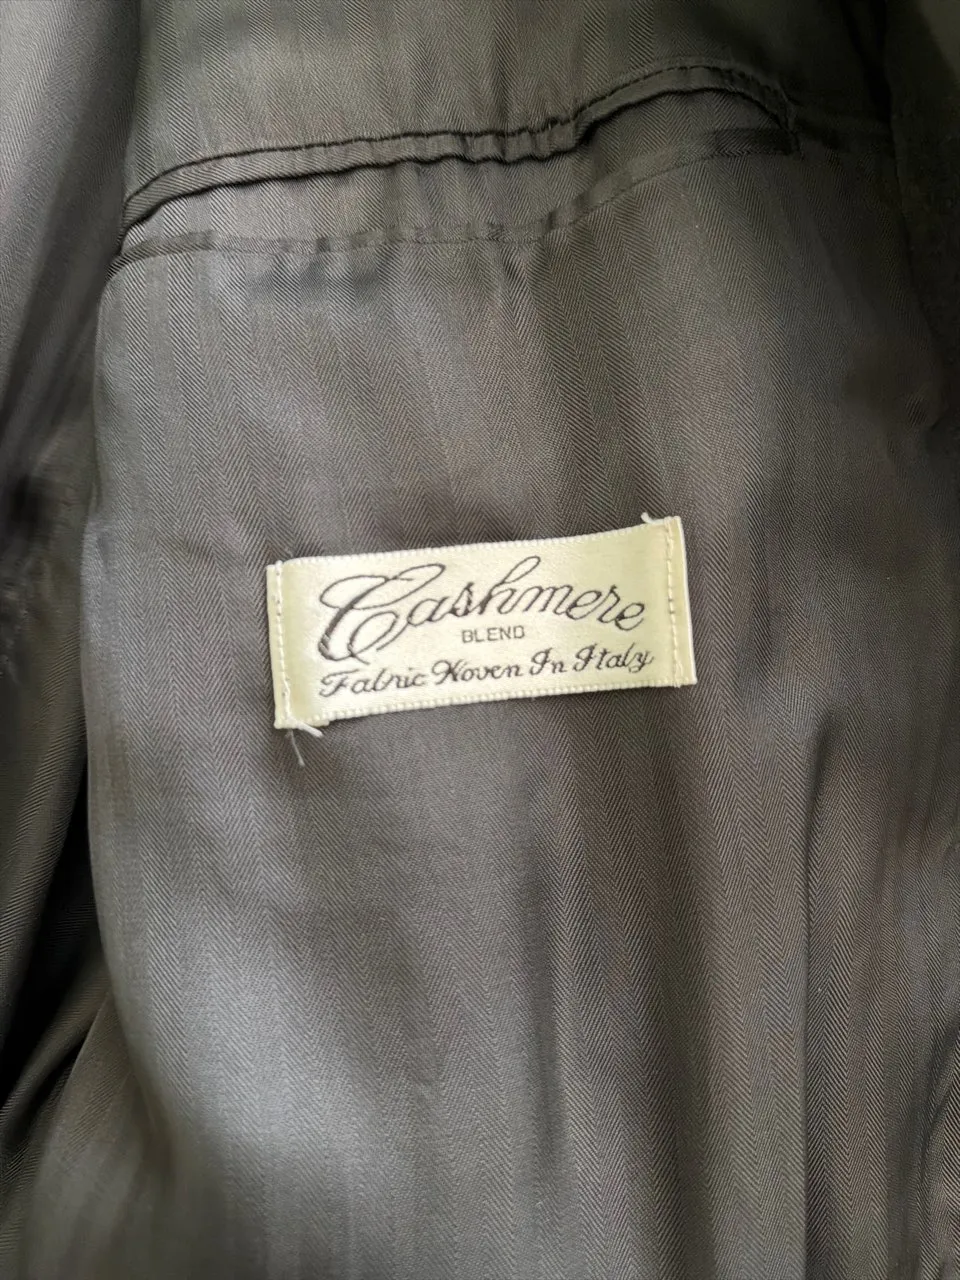 Cashmere
BLEND
Fabric Woven In Italy